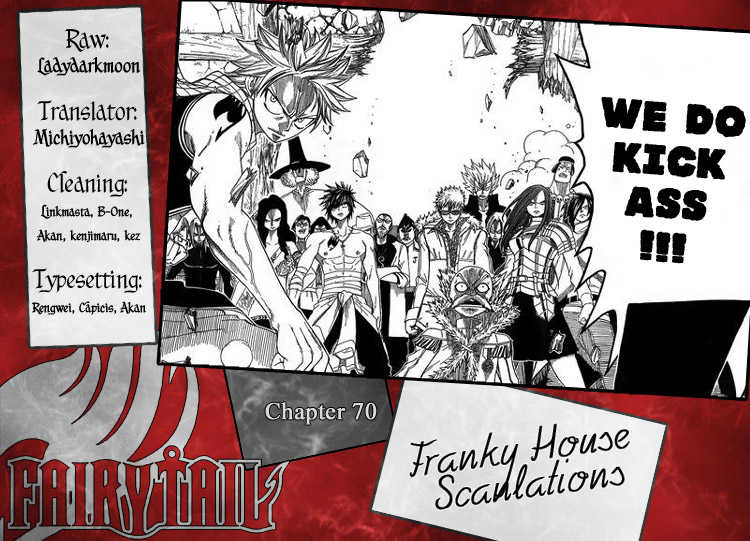 Raw:
Ladydarkmoon
Translator:
Michiyohayashi
Cleaning:
Linkmasta, B-One,
Akan, kenjimaru, kez
Typesetting:
Rengwei, Capicis, Akan
WE DO
KICK
ASS
!!!
Chapter 70
Franky House
Scanlations
FAIRY TAIL